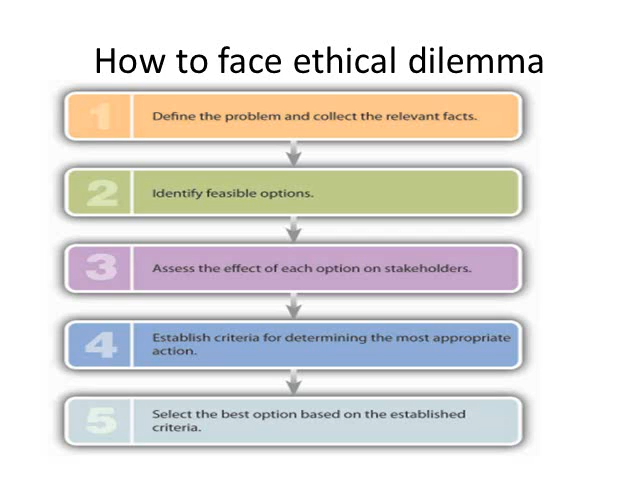 How to face ethical dilemma
1
Define the problem and collect the relevant facts.
2
Identify feasible options.
3
Assess the effect of each option on stakeholders.
4
Establish criteria for determining the most appropriate
action.
5
Select the best option based on the established
criteria.